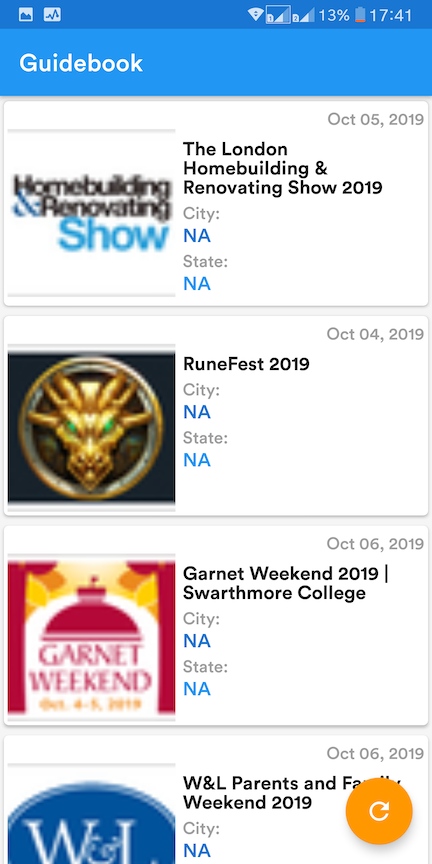 13% 17:41
Guidebook
Oct 05, 2019
Homebuilding
&Renovating
Show
The London
Homebuilding &
Renovating Show 2019
City:
NA
State:
NA
Oct 04, 2019
RuneFest 2019
City:
NA
State:
NA
Oct 06, 2019
GARNET
WEEKEND
Oct. 4-5, 2019
Garnet Weekend 2019 |
Swarthmore College
City:
NA
State:
NA
Oct 06, 2019
W&L
W&L Parents and Family
Weekend 2019
City:
NA